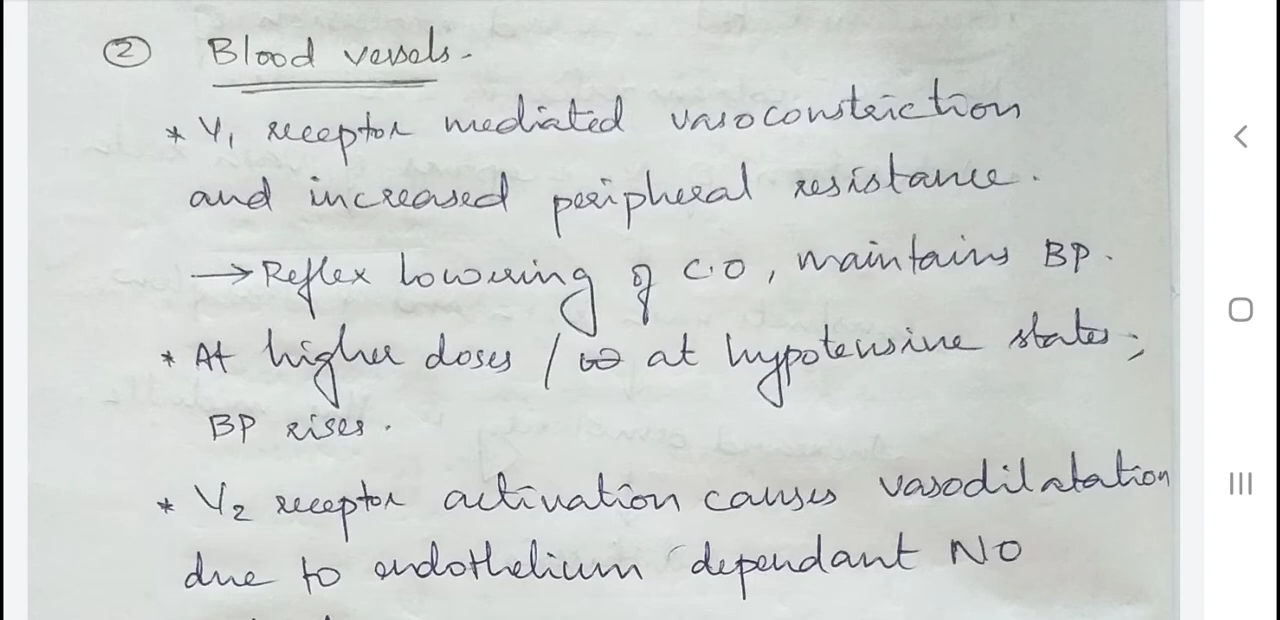 ② Blood vessels.
* V₁ receptor mediated vasoconstriction
and increased peripheral resistance.
→ Reflex lowering of C.O, maintains BP.
* At higher doses / at hypotensive states;
BP rises.
* V₂ receptor activation causes vasodilatation
due to endothelium dependant NO